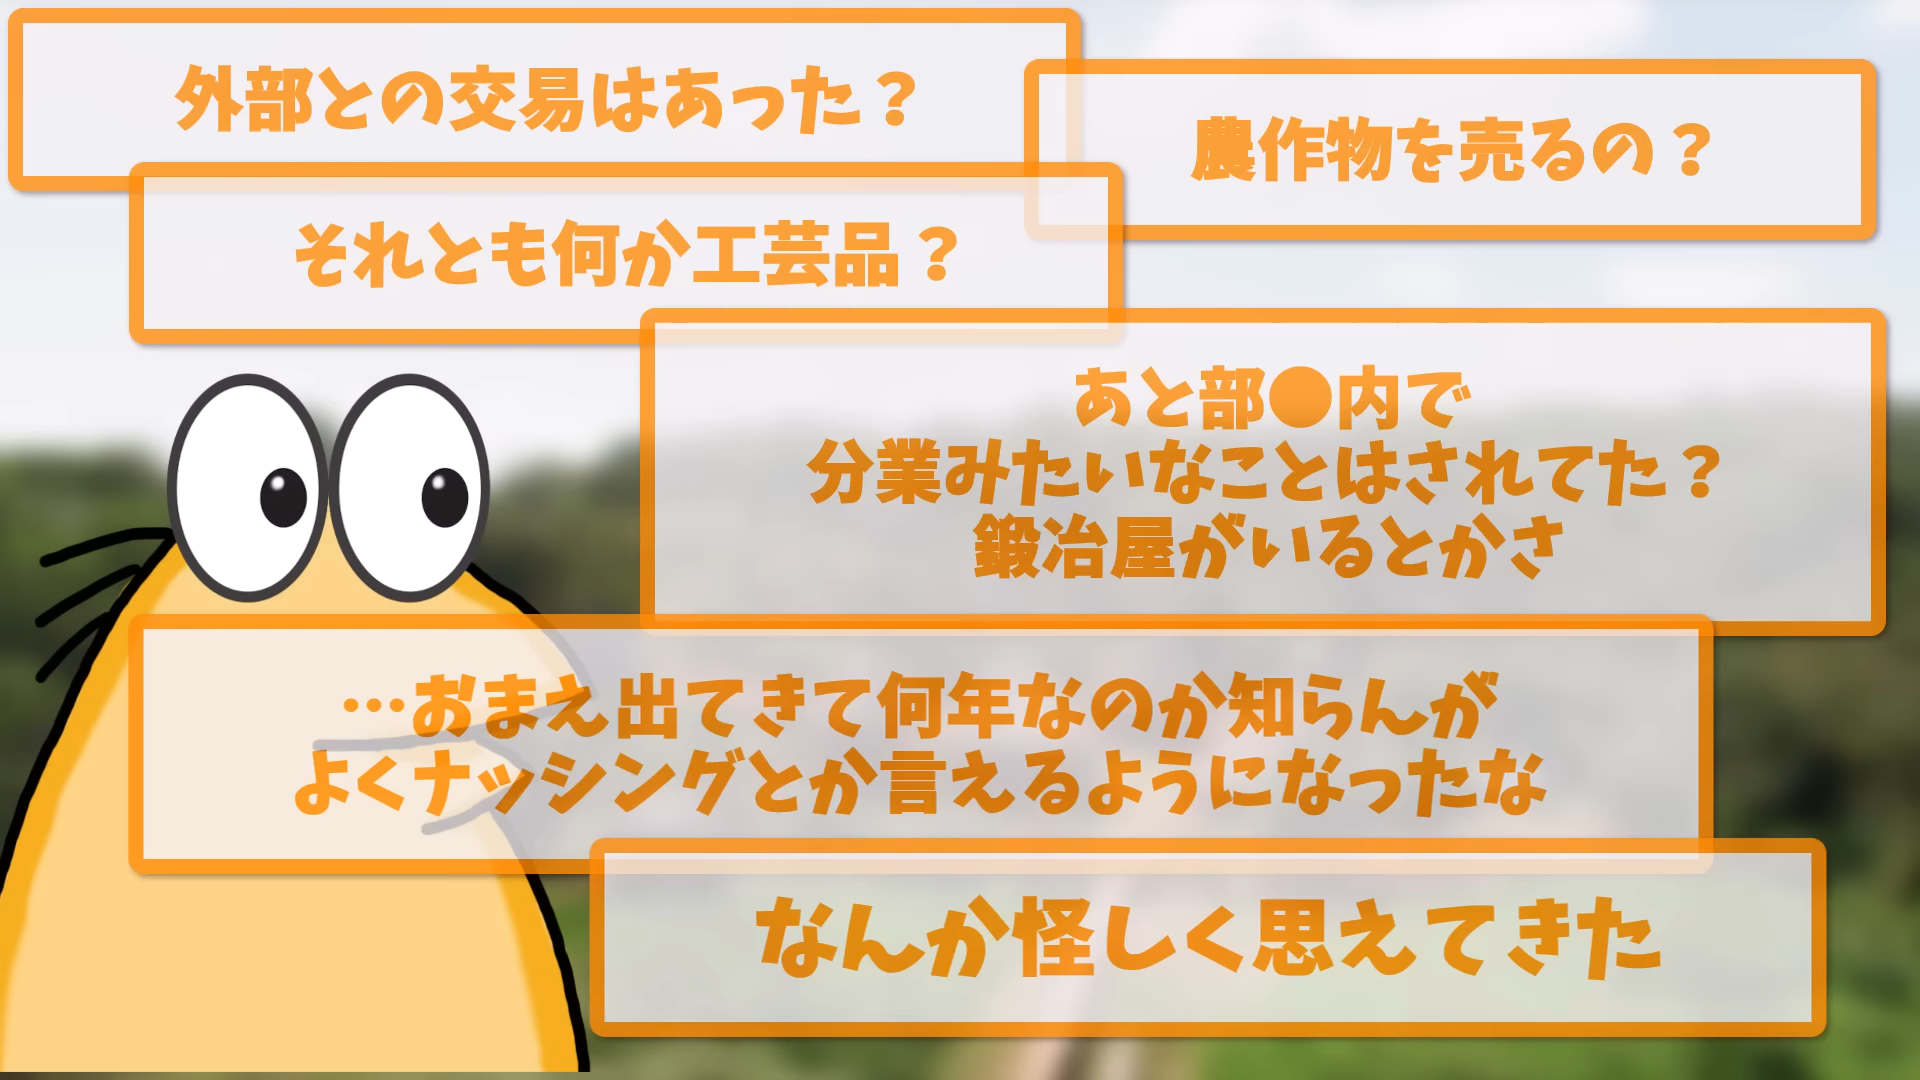 外部との交易はあった？
農作物を売るの？
それとも何か工芸品？
あと部●内で
分業みたいなことはされてた？
鍛冶屋がいるとかさ
…おまえ出てきて何年なのか知らんが
よくナッシングとか言えるようになったな
なんか怪しく思えてきた